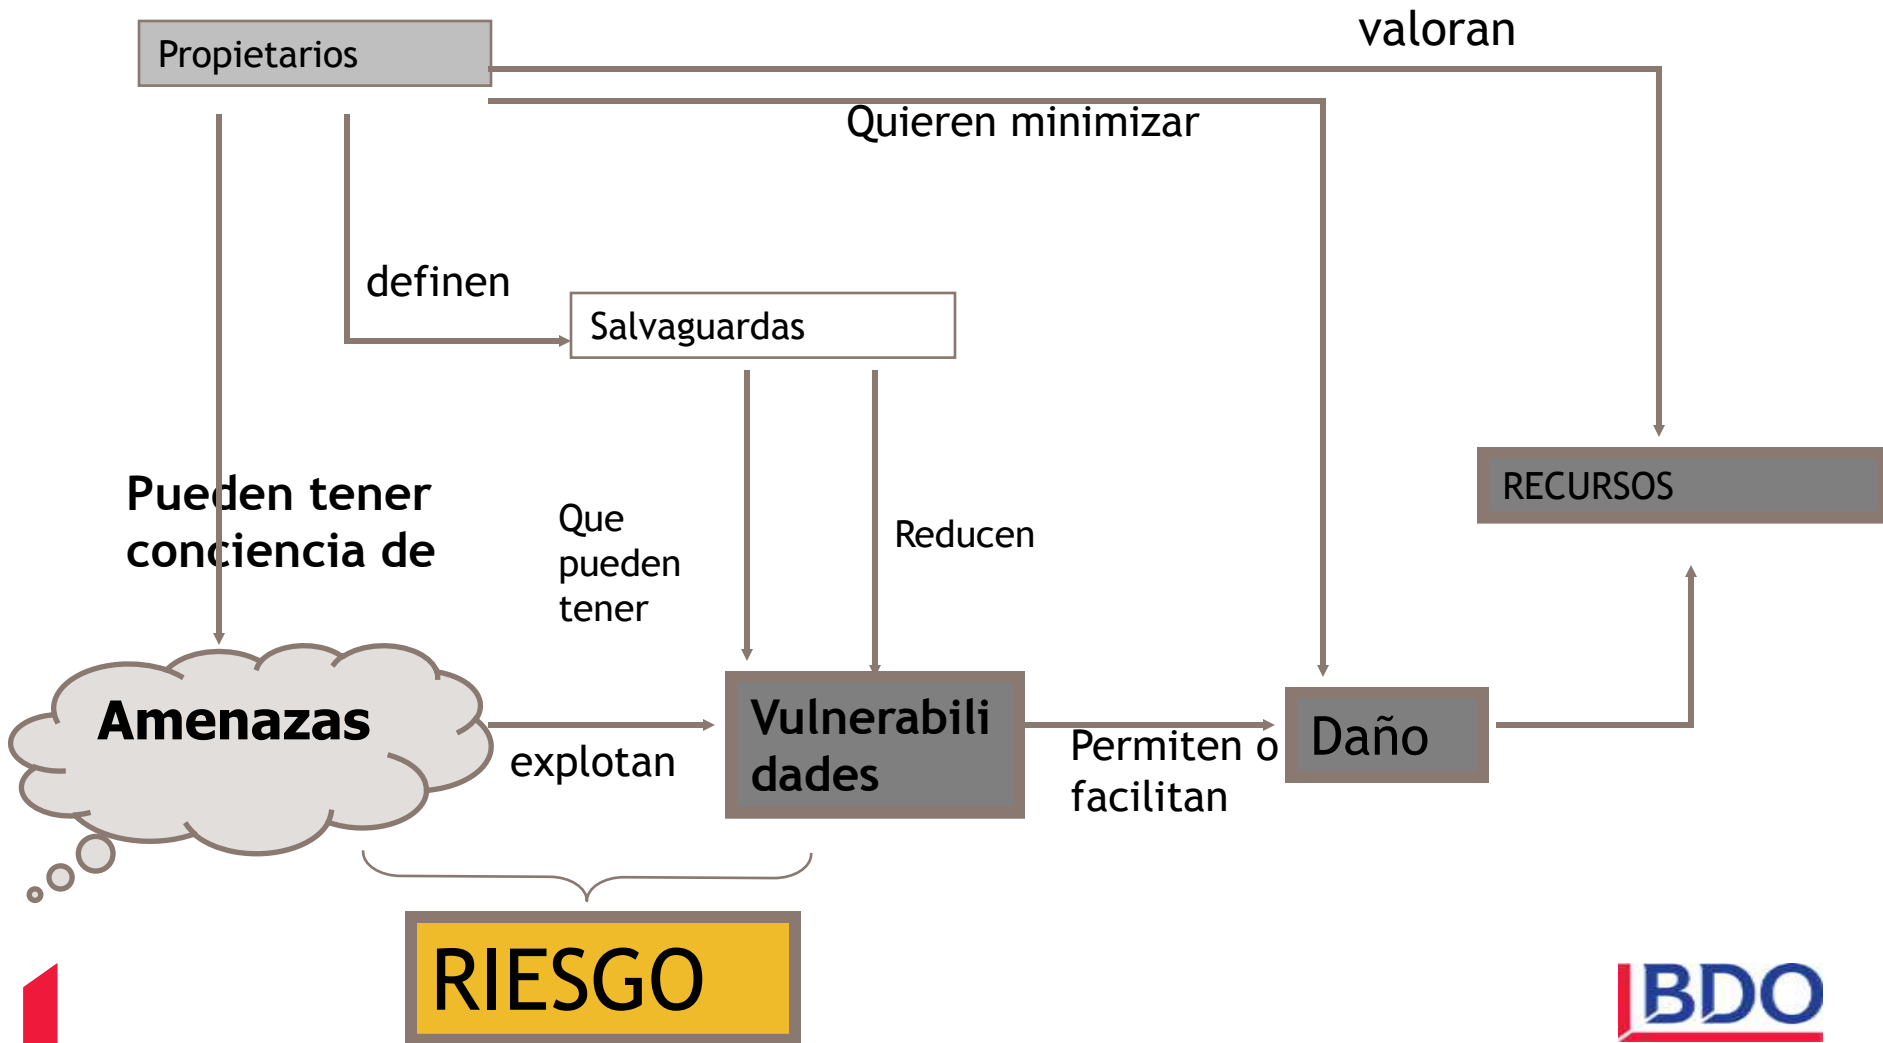 valoran
Propietarios
Quieren minimizar
definen
Salvaguardas
Pueden tener
conciencia de
Que
pueden
tener
Reducen
RECURSOS
Amenazas
explotan
Vulnerabili
dades
Permiten o
facilitan
Daño
RIESGO
BDO